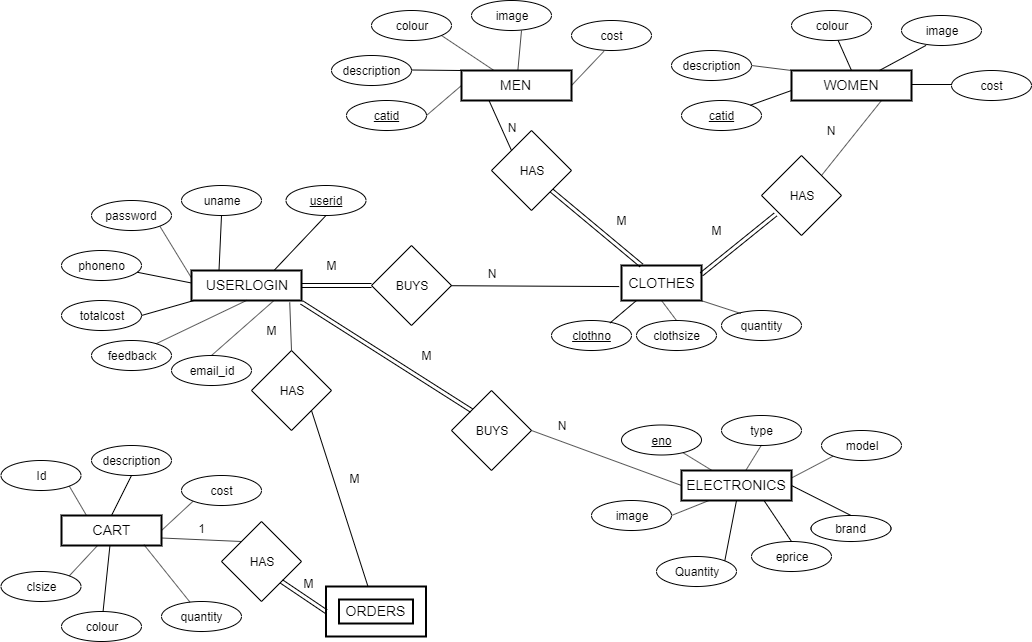 image
colour
cost
description
MEN
catid
N
HAS
M
colour
image
description
WOMEN
cost
catid
N
HAS
M
uname
userid
password
phoneno
USERLOGIN
M
BUYS
N
CLOTHES
totalcost
feedback
email_id
clothno
clothsize
quantity
M
HAS
M
M
BUYS
N
eno
type
model
ELECTRONICS
image
brand
eprice
Quantity
description
Id
cost
CART
1
HAS
M
ORDERS
clsize
colour
quantity